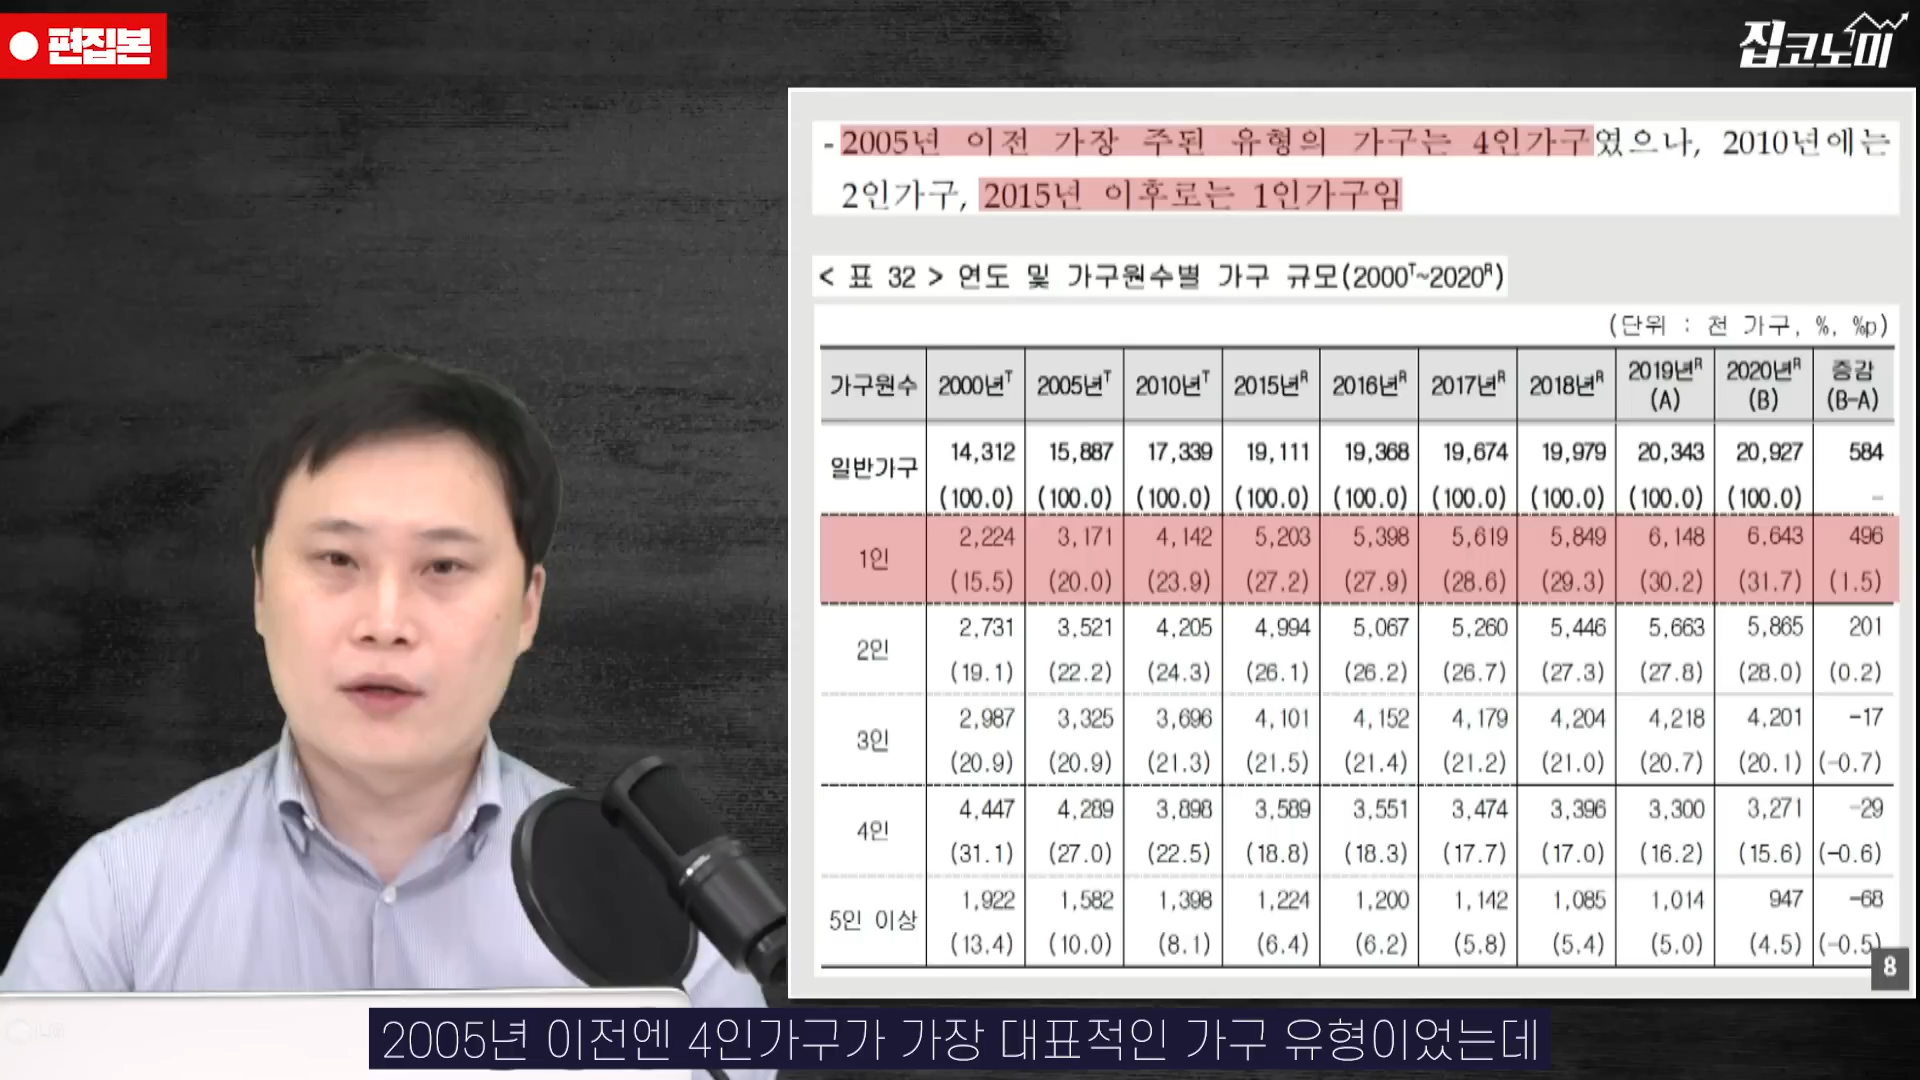 편집본
집코노미
- 2005년 이전 가장 주된 유형의 가구는 4인가구였으나, 2010년에는
2인가구, 2015년 이후로는 1인가구임
< 표 32 > 연도 및 가구원수별 가구 규모(2000ᵀ~2020ᴿ)
(단위 : 천 가구, %, %p)
가구원수 2000년ᵀ 2005년ᵀ 2010년ᵀ 2015년ᴿ 2016년ᴿ 2017년ᴿ 2018년ᴿ 2019년ᴿ (A) 2020년ᴿ (B) 증감 (B-A)
일반가구 14,312 15,887 17,339 19,111 19,368 19,674 19,979 20,343 20,927 584
(100.0) (100.0) (100.0) (100.0) (100.0) (100.0) (100.0) (100.0) (100.0) -
1인 2,224 3,171 4,142 5,203 5,398 5,619 5,849 6,148 6,643 496
(15.5) (20.0) (23.9) (27.2) (27.9) (28.6) (29.3) (30.2) (31.7) (1.5)
2인 2,731 3,521 4,205 4,994 5,067 5,260 5,446 5,663 5,865 201
(19.1) (22.2) (24.3) (26.1) (26.2) (26.7) (27.3) (27.8) (28.0) (0.2)
3인 2,987 3,325 3,696 4,101 4,152 4,179 4,204 4,218 4,201 -17
(20.9) (20.9) (21.3) (21.5) (21.4) (21.2) (21.0) (20.7) (20.1) (-0.7)
4인 4,447 4,289 3,898 3,589 3,551 3,474 3,396 3,300 3,271 -29
(31.1) (27.0) (22.5) (18.8) (18.3) (17.7) (17.0) (16.2) (15.6) (-0.6)
5인 이상 1,922 1,582 1,398 1,224 1,200 1,142 1,085 1,014 947 -68
(13.4) (10.0) (8.1) (6.4) (6.2) (5.8) (5.4) (5.0) (4.5) (-0.5)
8
2005년 이전엔 4인가구가 가장 대표적인 가구 유형이었는데